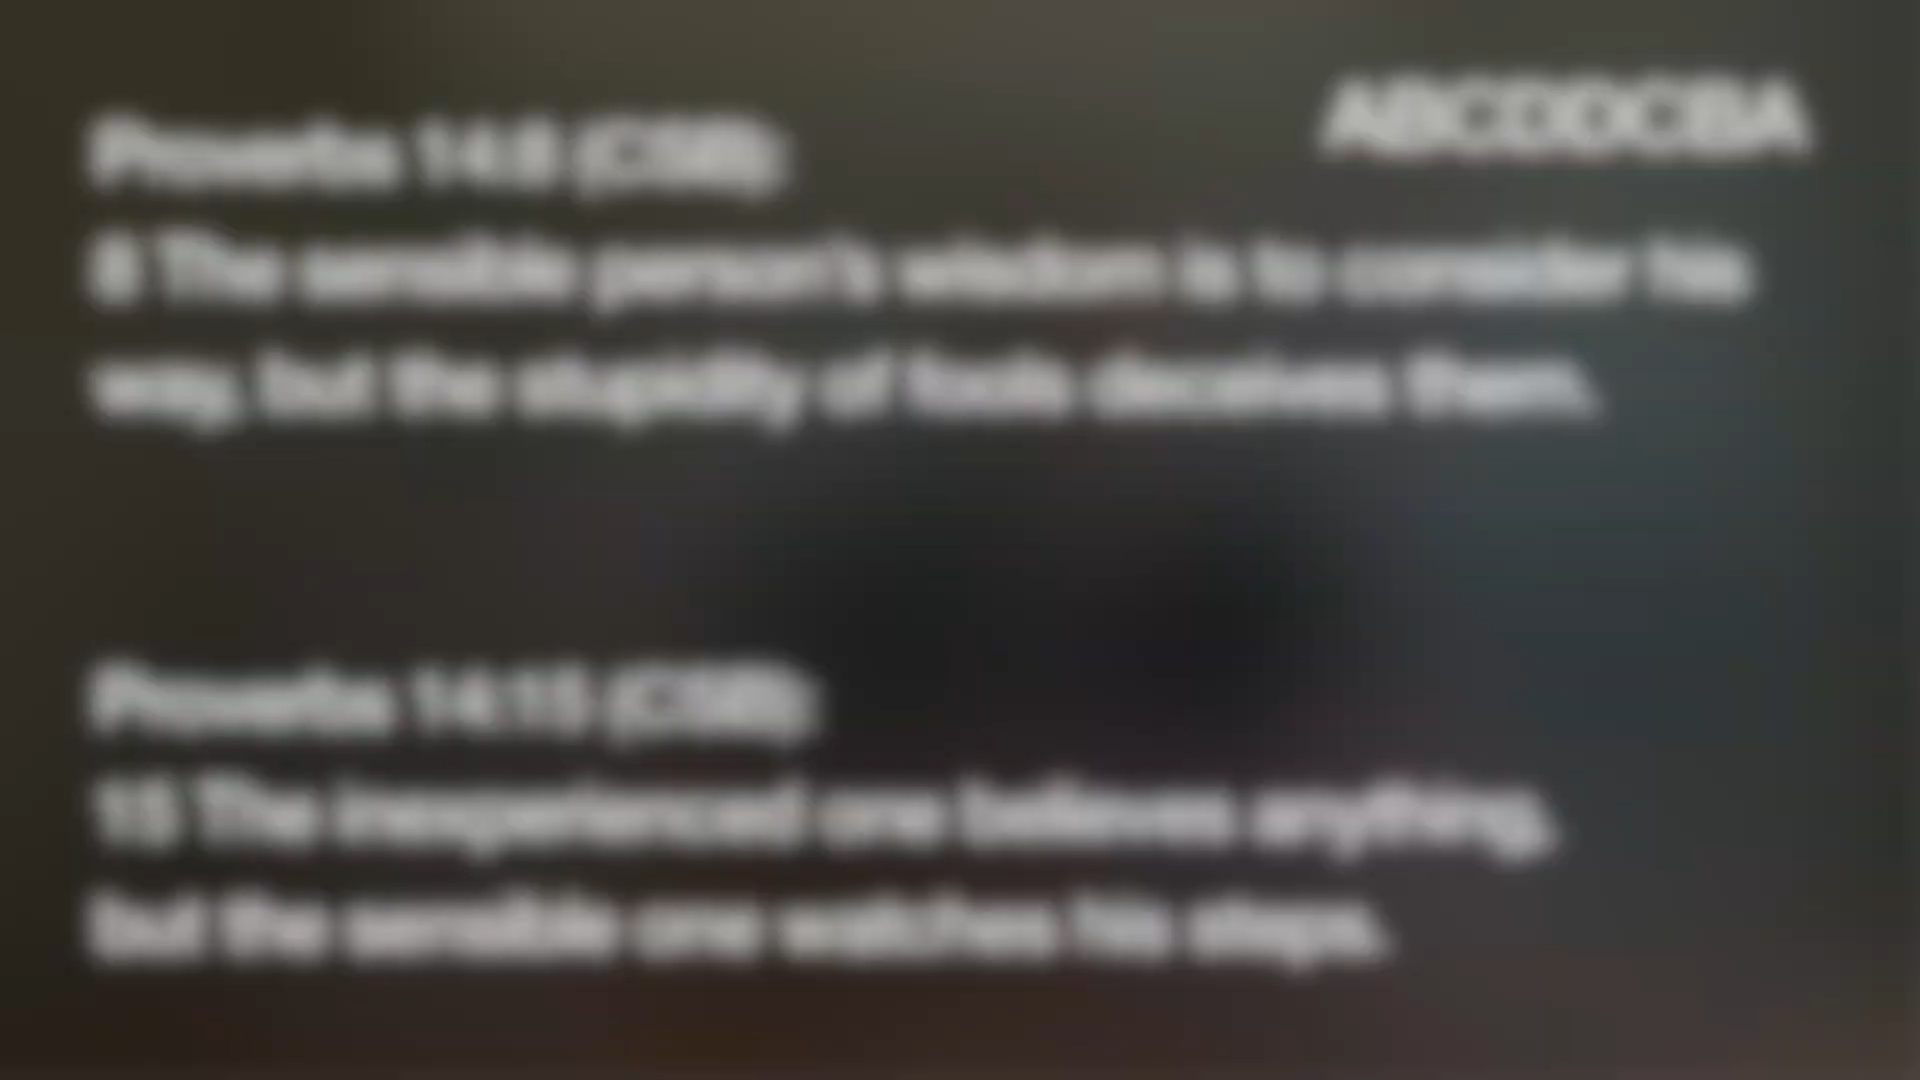 ABCDDCBA
Proverbs 14:8 (CSB):
8 The sensible person's wisdom is to consider his
way, but the stupidity of fools deceives them.
Proverbs 14:15 (CSB):
15 The inexperienced one believes anything,
but the sensible one watches his steps.